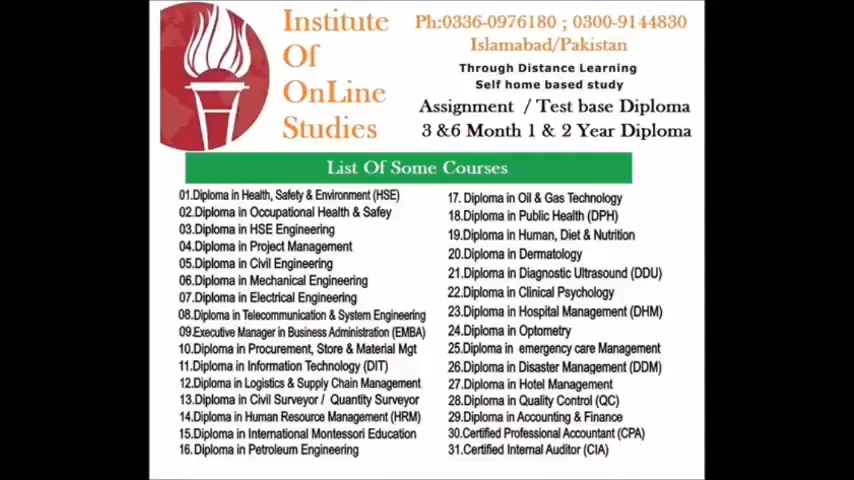 Institute
Of
OnLine
Studies
Ph:0336-0976180 ; 0300-9144830
Islamabad/Pakistan
Through Distance Learning
Self home based study
Assignment / Test base Diploma
3 &6 Month 1 & 2 Year Diploma
List Of Some Courses
01.Diploma in Health, Safety & Environment (HSE)
02.Diploma in Occupational Health & Safey
03.Diploma in HSE Engineering
04.Diploma in Project Management
05.Diploma in Civil Engineering
06.Diploma in Mechanical Engineering
07.Diploma in Electrical Engineering
08.Diploma in Telecommunication & System Engineering
09.Executive Manager in Business Administration (EMBA)
10.Diploma in Procurement, Store & Material Mgt
11.Diploma in Information Technology (DIT)
12.Diploma in Logistics & Supply Chain Management
13.Diploma in Civil Surveyor / Quantity Surveyor
14.Diploma in Human Resource Management (HRM)
15.Diploma in International Montessori Education
16.Diploma in Petroleum Engineering
17. Diploma in Oil & Gas Technology
18.Diploma in Public Health (DPH)
19.Diploma in Human, Diet & Nutrition
20.Diploma in Dermatology
21.Diploma in Diagnostic Ultrasound (DDU)
22.Diploma in Clinical Psychology
23.Diploma in Hospital Management (DHM)
24.Diploma in Optometry
25.Diploma in emergency care Management
26.Diploma in Disaster Management (DDM)
27.Diploma in Hotel Management
28.Diploma in Quality Control (QC)
29.Diploma in Accounting & Finance
30.Certified Professional Accountant (CPA)
31.Certified Internal Auditor (CIA)